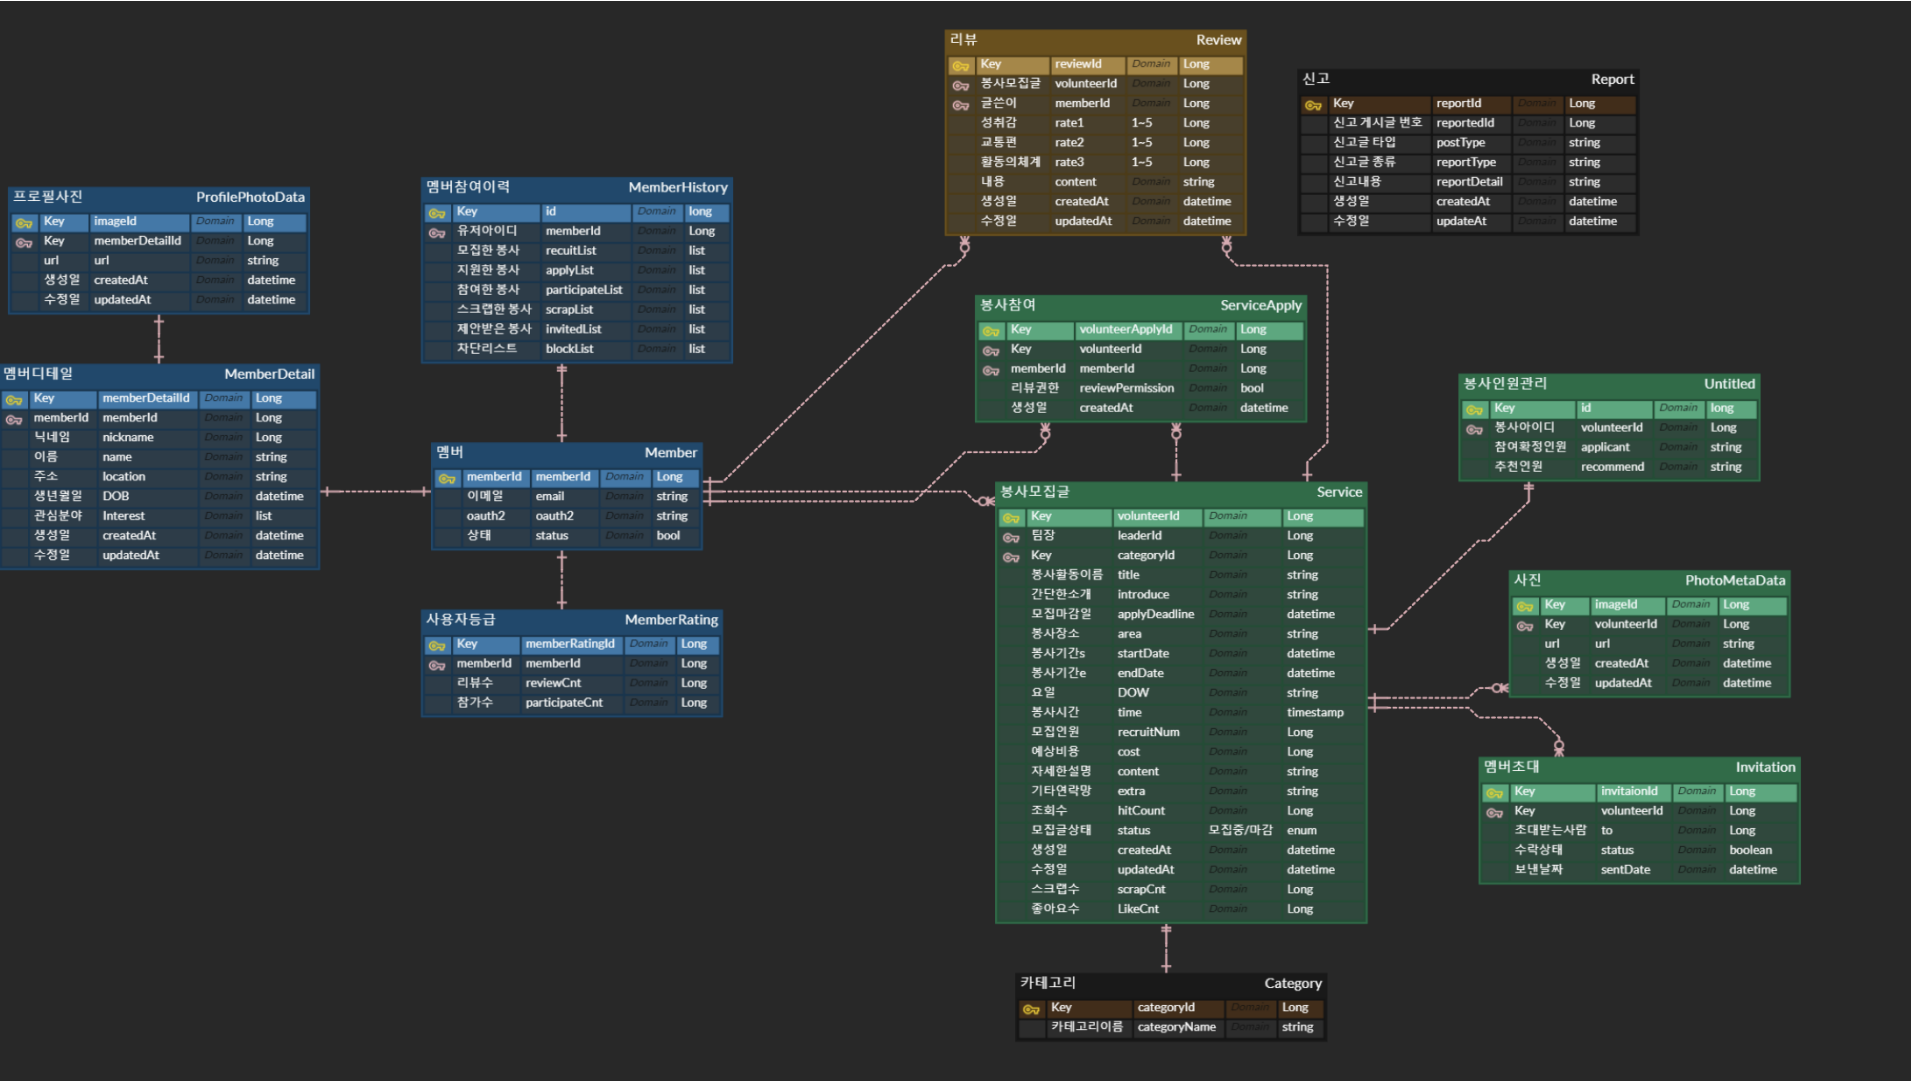 리뷰 Review
Key reviewId Domain Long
봉사모집글 volunteerId Domain Long
글쓴이 memberId Domain Long
성취감 rate1 1~5 Long
교통편 rate2 1~5 Long
활동의체계 rate3 1~5 Long
내용 content Domain string
생성일 createdAt Domain datetime
수정일 updatedAt Domain datetime
신고 Report
Key reportId Domain Long
신고 게시글 번호 reportedId Domain Long
신고글 타입 postType Domain string
신고글 종류 reportType Domain string
신고내용 reportDetail Domain string
생성일 createdAt Domain datetime
수정일 updateAt Domain datetime
프로필사진 ProfilePhotoData
Key imageId Domain Long
Key memberDetailId Domain Long
url url Domain string
생성일 createdAt Domain datetime
수정일 updatedAt Domain datetime
멤버참여이력 MemberHistory
Key id Domain long
유저아이디 memberId Domain Long
모집한 봉사 recuitList Domain list
지원한 봉사 applyList Domain list
참여한 봉사 participateList Domain list
스크랩한 봉사 scrapList Domain list
제안받은 봉사 invitedList Domain list
차단리스트 blockList Domain list
봉사참여 ServiceApply
Key volunteerApplyId Domain Long
Key volunteerId Domain Long
memberId memberId Domain Long
리뷰권한 reviewPermission Domain bool
생성일 createdAt Domain datetime
멤버디테일 MemberDetail
Key memberDetailId Domain Long
memberId memberId Domain Long
닉네임 nickname Domain Long
이름 name Domain string
주소 location Domain string
생년월일 DOB Domain datetime
관심분야 Interest Domain list
생성일 createdAt Domain datetime
수정일 updatedAt Domain datetime
봉사인원관리 Untitled
Key id Domain long
봉사아이디 volunteerId Domain Long
참여확정인원 applicant Domain string
추천인원 recommend Domain string
멤버 Member
memberId memberId Domain Long
이메일 email Domain string
oauth2 oauth2 Domain string
상태 status Domain bool
봉사모집글 Service
Key volunteerId Domain Long
팀장 leaderId Domain Long
Key categoryId Domain Long
봉사활동이름 title Domain string
간단한소개 introduce Domain string
모집마감일 applyDeadline Domain datetime
봉사장소 area Domain string
봉사기간s startDate Domain datetime
봉사기간e endDate Domain datetime
요일 DOW Domain string
봉사시간 time Domain timestamp
모집인원 recruitNum Domain Long
예상비용 cost Domain Long
자세한설명 content Domain string
기타연락망 extra Domain string
조회수 hitCount Domain Long
모집글상태 status 모집중/마감 enum
생성일 createdAt Domain datetime
수정일 updatedAt Domain datetime
스크랩수 scrapCnt Domain Long
좋아요수 LikeCnt Domain Long
사진 PhotoMetaData
Key imageId Domain Long
Key volunteerId Domain Long
url url Domain string
생성일 createdAt Domain datetime
수정일 updatedAt Domain datetime
사용자등급 MemberRating
Key memberRatingId Domain Long
memberId memberId Domain Long
리뷰수 reviewCnt Domain Long
참가수 participateCnt Domain Long
멤버초대 Invitation
Key invitaionId Domain Long
Key volunteerId Domain Long
초대받는사람 to Domain Long
수락상태 status Domain boolean
보낸날짜 sentDate Domain datetime
카테고리 Category
Key categoryId Domain Long
카테고리이름 categoryName Domain string